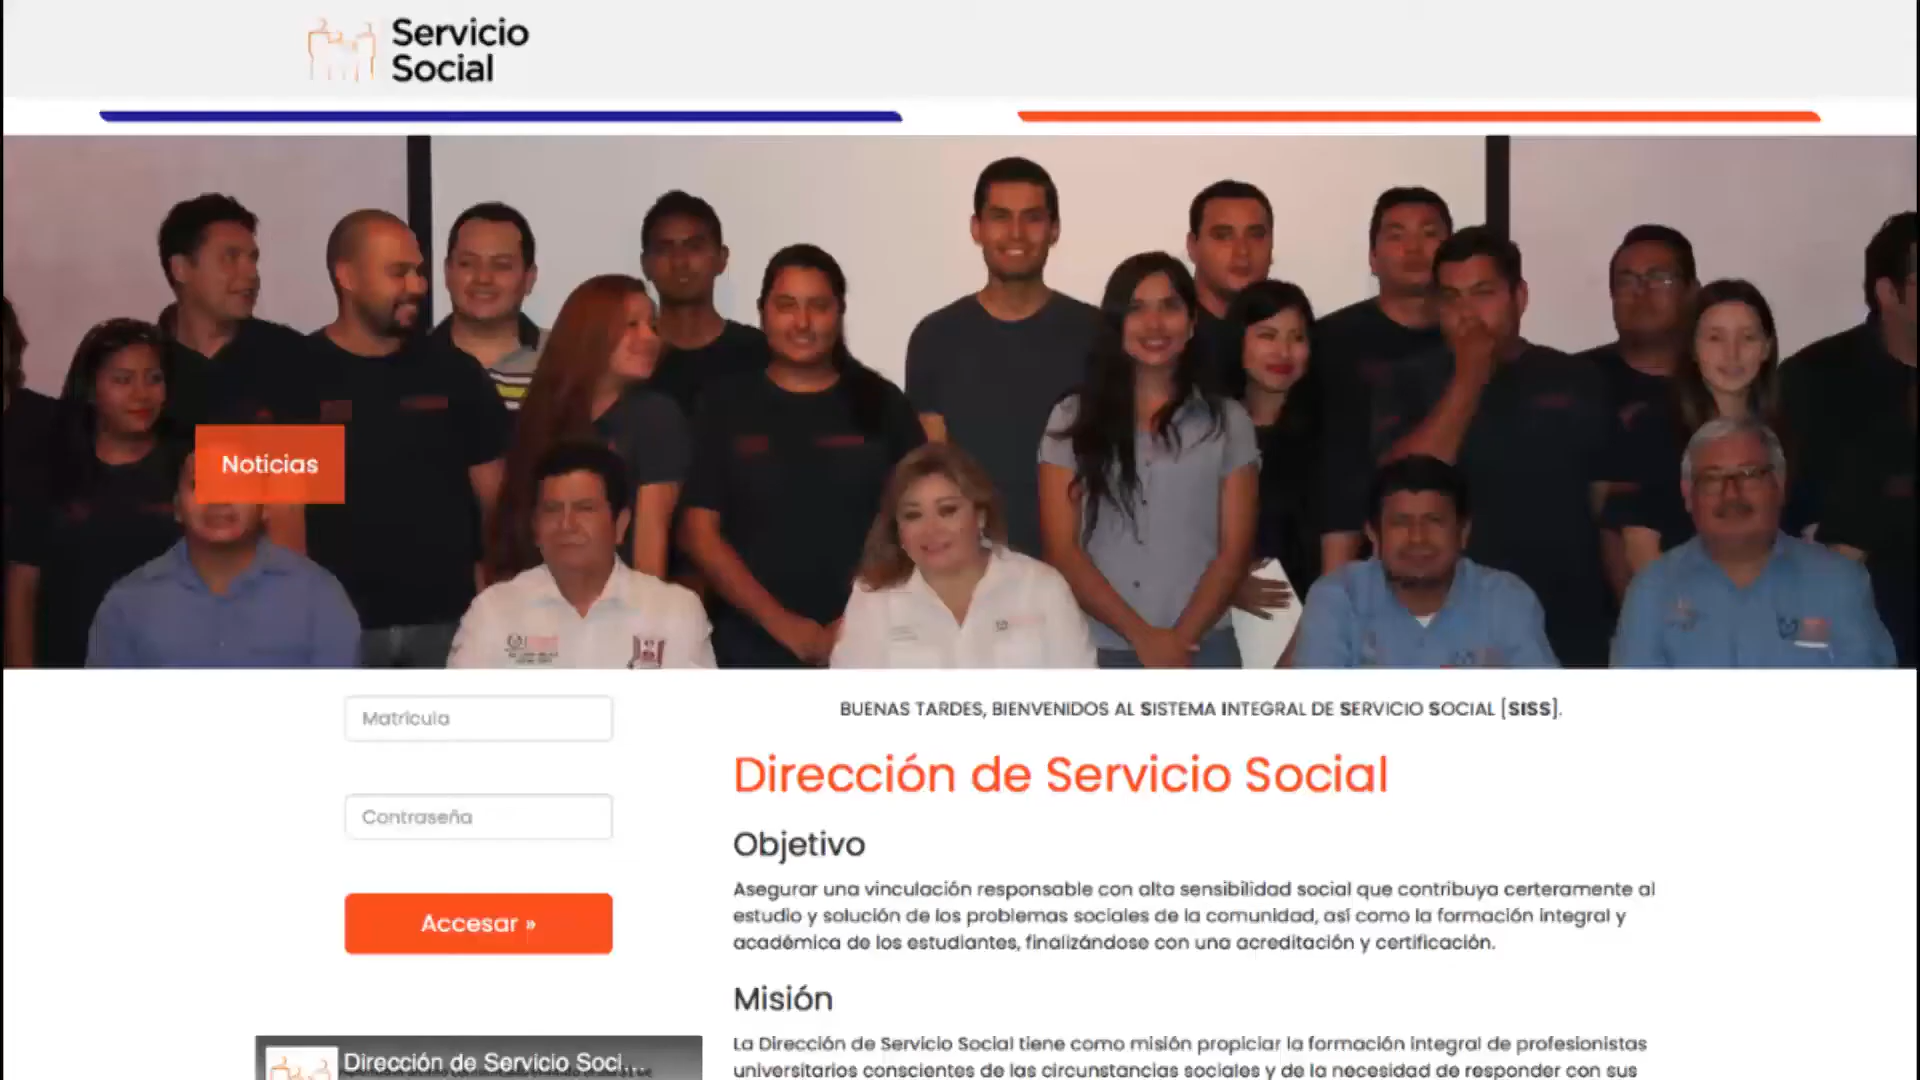 Servicio
Social
Noticias
Matricula
Contraseña
Accesar »
BUENAS TARDES, BIENVENIDOS AL SISTEMA INTEGRAL DE SERVICIO SOCIAL [SISS].
Dirección de Servicio Social
Objetivo
Asegurar una vinculación responsable con alta sensibilidad social que contribuya certeramente al
estudio y solución de los problemas sociales de la comunidad, así como la formación integral y
académica de los estudiantes, finalizándose con una acreditación y certificación.
Misión
La Dirección de Servicio Social tiene como misión propiciar la formación integral de profesionistas
universitarios conscientes de las circunstancias sociales y de la necesidad de responder con sus
Dirección de Servicio Soci...